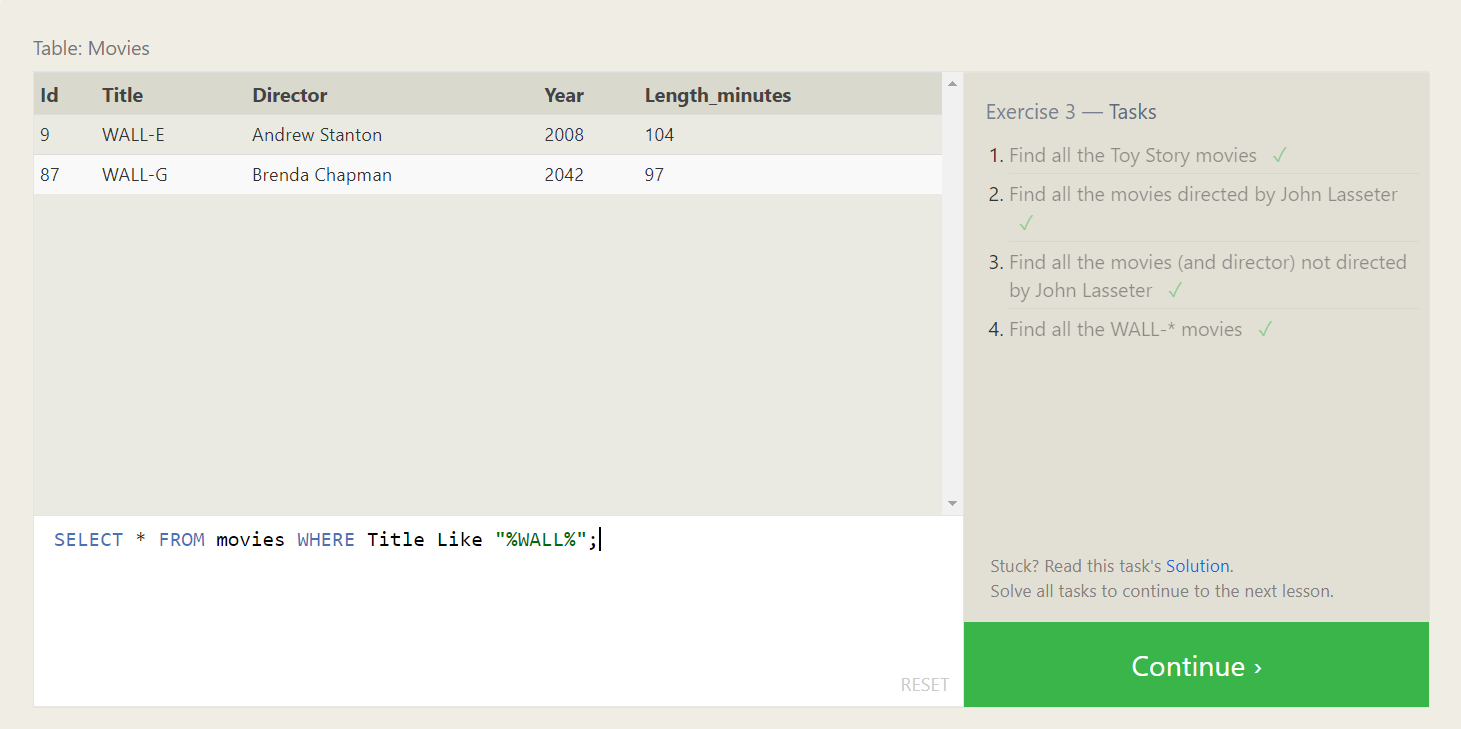 Table: Movies
Id Title Director Year Length_minutes
9 WALL-E Andrew Stanton 2008 104
87 WALL-G Brenda Chapman 2042 97
SELECT * FROM movies WHERE Title Like "%WALL%";
RESET
Exercise 3 — Tasks
1. Find all the Toy Story movies ✓
2. Find all the movies directed by John Lasseter
✓
3. Find all the movies (and director) not directed
by John Lasseter ✓
4. Find all the WALL-* movies ✓
Stuck? Read this task's Solution.
Solve all tasks to continue to the next lesson.
Continue ›